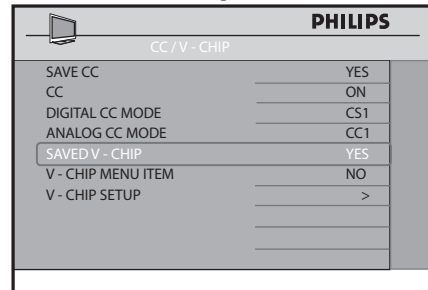 PHILIPS
CC / V - CHIP
SAVE CC YES
CC ON
DIGITAL CC MODE CS1
ANALOG CC MODE CC1
SAVED V - CHIP YES
V - CHIP MENU ITEM NO
V - CHIP SETUP >